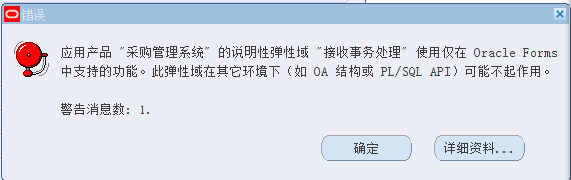 错误
应用产品 "采购管理系统" 的说明性弹性域 "接收事务处理" 使用仅在 Oracle Forms
中支持的功能。此弹性域在其它环境下（如 OA 结构或 PL/SQL API）可能不起作用。
警告消息数: 1.
确定 详细资料...